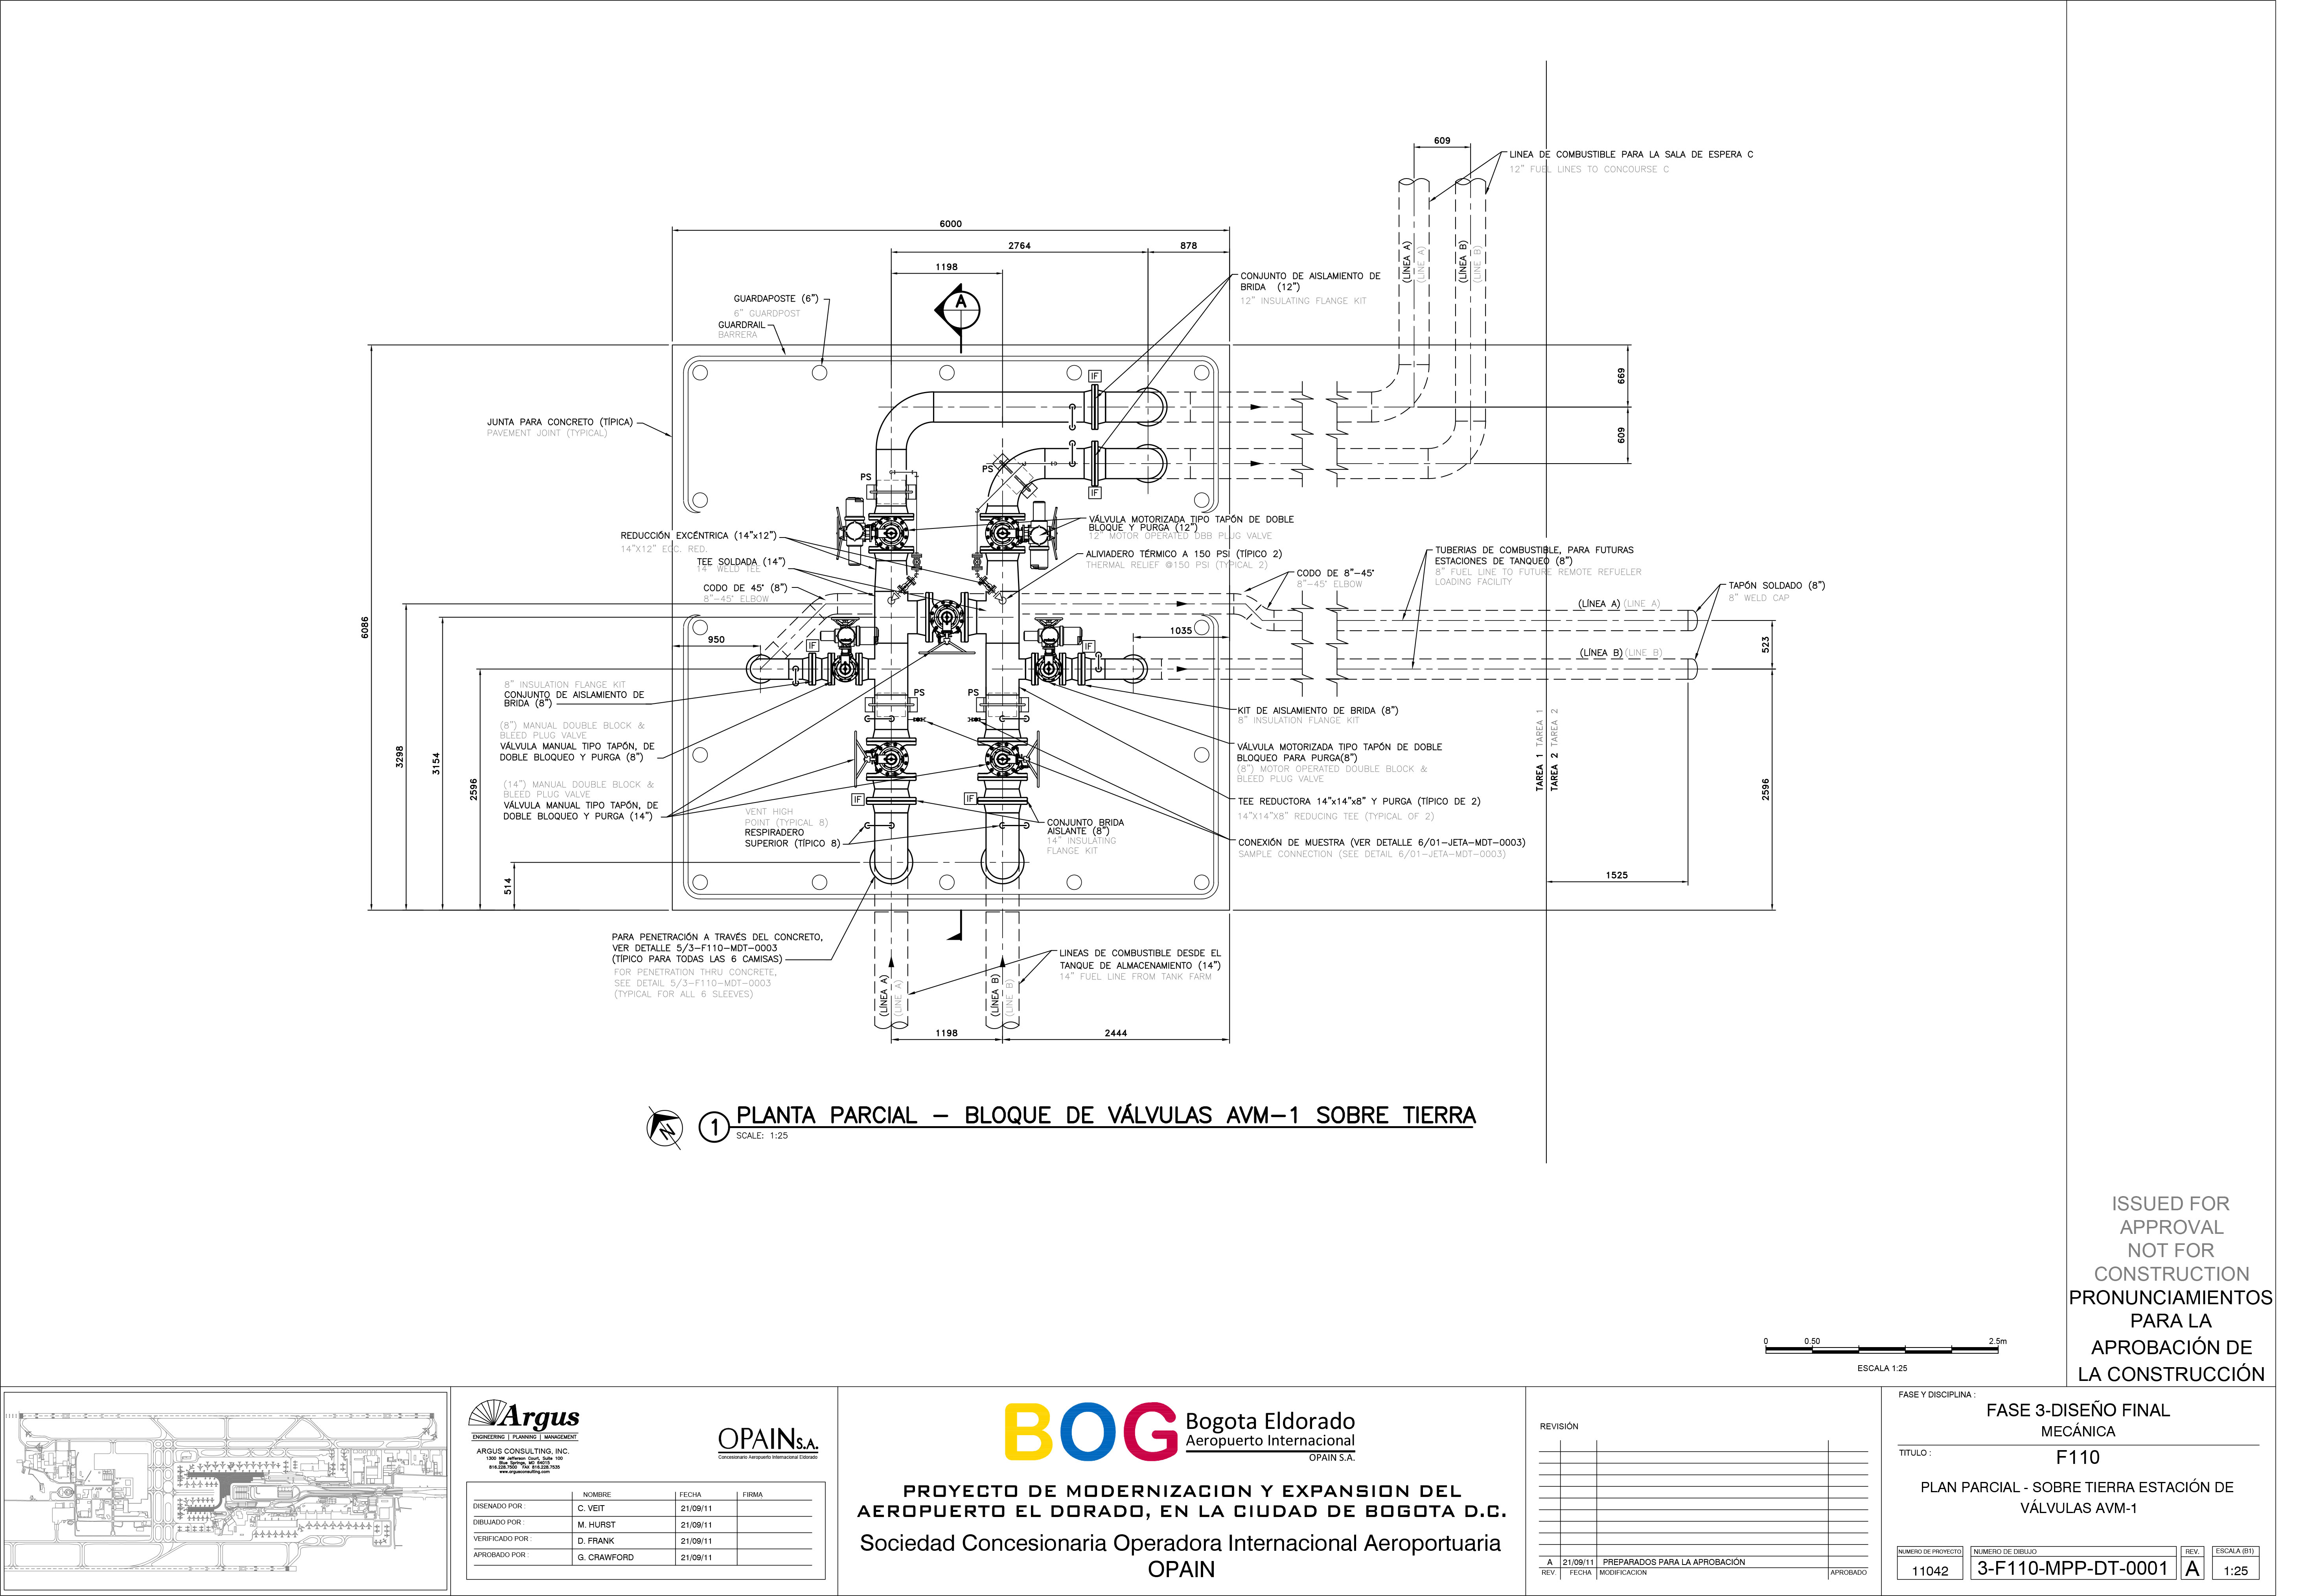 609
LINEA DE COMBUSTIBLE PARA LA SALA DE ESPERA C
12" FUEL LINES TO CONCOURSE C
6000
2764
878
1198
(LÍNEA A)
(LINE A)
(LÍNEA B)
(LINE B)
CONJUNTO DE AISLAMIENTO DE
BRIDA (12")
12" INSULATING FLANGE KIT
GUARDAPOSTE (6")
6" GUARDPOST
GUARDRAIL
BARRERA
A
IF
669
609
JUNTA PARA CONCRETO (TÍPICA)
PAVEMENT JOINT (TYPICAL)
PS
PS
IF
VÁLVULA MOTORIZADA TIPO TAPÓN DE DOBLE
BLOQUE Y PURGA (12")
12" MOTOR OPERATED DBB PLUG VALVE
REDUCCIÓN EXCÉNTRICA (14"x12")
14"X12" ECC. RED.
ALIVIADERO TÉRMICO A 150 PSI (TÍPICO 2)
THERMAL RELIEF @150 PSI (TYPICAL 2)
TUBERIAS DE COMBUSTIBLE, PARA FUTURAS
ESTACIONES DE TANQUEO (8")
8" FUEL LINE TO FUTURE REMOTE REFUELER
LOADING FACILITY
TEE SOLDADA (14")
14" WELD TEE
CODO DE 8"-45°
8"-45° ELBOW
CODO DE 45° (8")
8"-45° ELBOW
TAPÓN SOLDADO (8")
8" WELD CAP
(LÍNEA A) (LINE A)
6086
950
1035
523
IF
IF
(LÍNEA B) (LINE B)
8" INSULATION FLANGE KIT
CONJUNTO DE AISLAMIENTO DE
BRIDA (8")
PS
PS
KIT DE AISLAMIENTO DE BRIDA (8")
8" INSULATION FLANGE KIT
(8") MANUAL DOUBLE BLOCK &
BLEED PLUG VALVE
VÁLVULA MANUAL TIPO TAPÓN, DE
DOBLE BLOQUEO Y PURGA (8")
VÁLVULA MOTORIZADA TIPO TAPÓN DE DOBLE
BLOQUEO PARA PURGA(8")
(8") MOTOR OPERATED DOUBLE BLOCK &
BLEED PLUG VALVE
3298
3154
2596
TAREA 1 TAREA 1
TAREA 2 TAREA 2
2596
(14") MANUAL DOUBLE BLOCK &
BLEED PLUG VALVE
VÁLVULA MANUAL TIPO TAPÓN, DE
DOBLE BLOQUEO Y PURGA (14")
IF
IF
TEE REDUCTORA 14"x14"x8" Y PURGA (TÍPICO DE 2)
14"X14"X8" REDUCING TEE (TYPICAL OF 2)
VENT HIGH
POINT (TYPICAL 8)
RESPIRADERO
SUPERIOR (TÍPICO 8)
CONJUNTO BRIDA
AISLANTE (8")
14" INSULATING
FLANGE KIT
CONEXIÓN DE MUESTRA (VER DETALLE 6/01-JETA-MDT-0003)
SAMPLE CONNECTION (SEE DETAIL 6/01-JETA-MDT-0003)
514
1525
PARA PENETRACIÓN A TRAVÉS DEL CONCRETO,
VER DETALLE 5/3-F110-MDT-0003
(TÍPICO PARA TODAS LAS 6 CAMISAS)
FOR PENETRATION THRU CONCRETE,
SEE DETAIL 5/3-F110-MDT-0003
(TYPICAL FOR ALL 6 SLEEVES)
LINEAS DE COMBUSTIBLE DESDE EL
TANQUE DE ALMACENAMIENTO (14")
14" FUEL LINE FROM TANK FARM
(LÍNEA A)
(LINE A)
(LÍNEA B)
(LINE B)
1198
2444
N
1
PLANTA PARCIAL - BLOQUE DE VÁLVULAS AVM-1 SOBRE TIERRA
SCALE: 1:25
ISSUED FOR
APPROVAL
NOT FOR
CONSTRUCTION
PRONUNCIAMIENTOS
PARA LA
APROBACIÓN DE
LA CONSTRUCCIÓN
0 0.50 2.5m
ESCALA 1:25
Argus
ENGINEERING | PLANNING | MANAGEMENT
ARGUS CONSULTING, INC.
1300 NW Jefferson Court, Suite 100
Blue Springs, MO 64015
816.228.7500 FAX 816.228.7535
www.argusconsulting.com
OPAIN S.A.
Concesionario Aeropuerto Internacional Eldorado
NOMBRE FECHA FIRMA
DISENADO POR : C. VEIT 21/09/11
DIBUJADO POR : M. HURST 21/09/11
VERIFICADO POR : D. FRANK 21/09/11
APROBADO POR : G. CRAWFORD 21/09/11
BOG
Bogota Eldorado
Aeropuerto Internacional
OPAIN S.A.
PROYECTO DE MODERNIZACION Y EXPANSION DEL
AEROPUERTO EL DORADO, EN LA CIUDAD DE BOGOTA D.C.
Sociedad Concesionaria Operadora Internacional Aeroportuaria
OPAIN
REVISIÓN
A 21/09/11 PREPARADOS PARA LA APROBACIÓN
REV. FECHA MODIFICACION APROBADO
FASE Y DISCIPLINA :
FASE 3-DISEÑO FINAL
MECÁNICA
TITULO :
F110
PLAN PARCIAL - SOBRE TIERRA ESTACIÓN DE
VÁLVULAS AVM-1
NUMERO DE PROYECTO
11042
NUMERO DE DIBUJO
3-F110-MPP-DT-0001
REV.
A
ESCALA (B1)
1:25